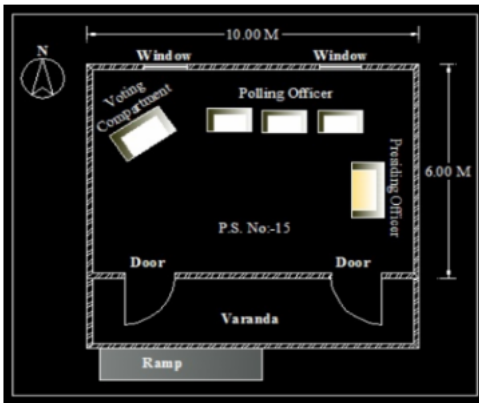 10.00 M
N
Window
Window
Voting
Compartment
Polling Officer
Presiding Officer
6.00 M
P.S. No:-15
Door
Door
Varanda
Ramp